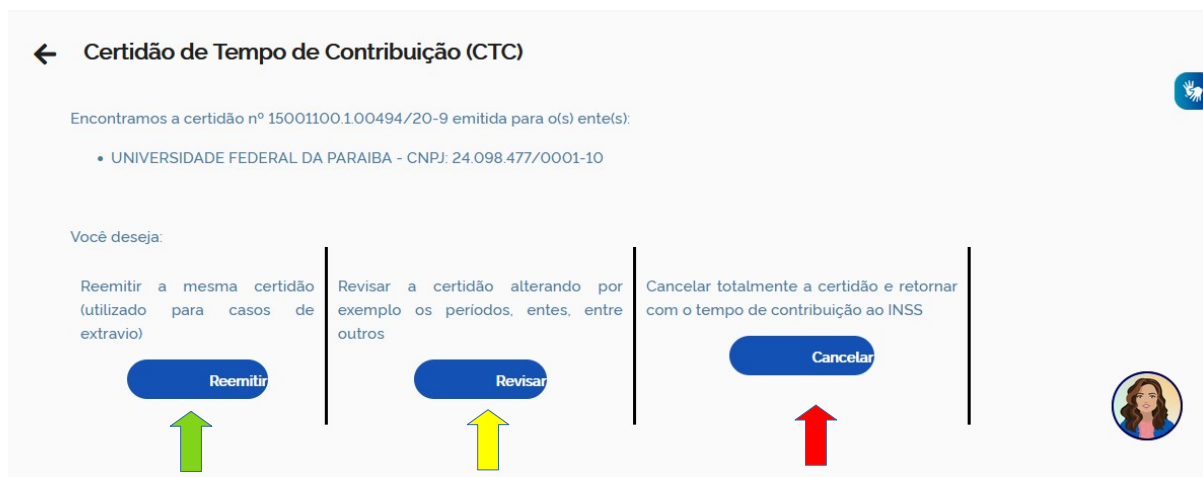 Certidão de Tempo de Contribuição (CTC)
Encontramos a certidão nº 15001100.1.00494/20-9 emitida para o(s) ente(s):
• UNIVERSIDADE FEDERAL DA PARAIBA - CNPJ: 24.098.477/0001-10
Você deseja:
Reemitir a mesma certidão
(utilizado para casos de
extravio)
Reemitir
Revisar a certidão alterando por
exemplo os períodos, entes, entre
outros
Revisar
Cancelar totalmente a certidão e retornar
com o tempo de contribuição ao INSS
Cancelar